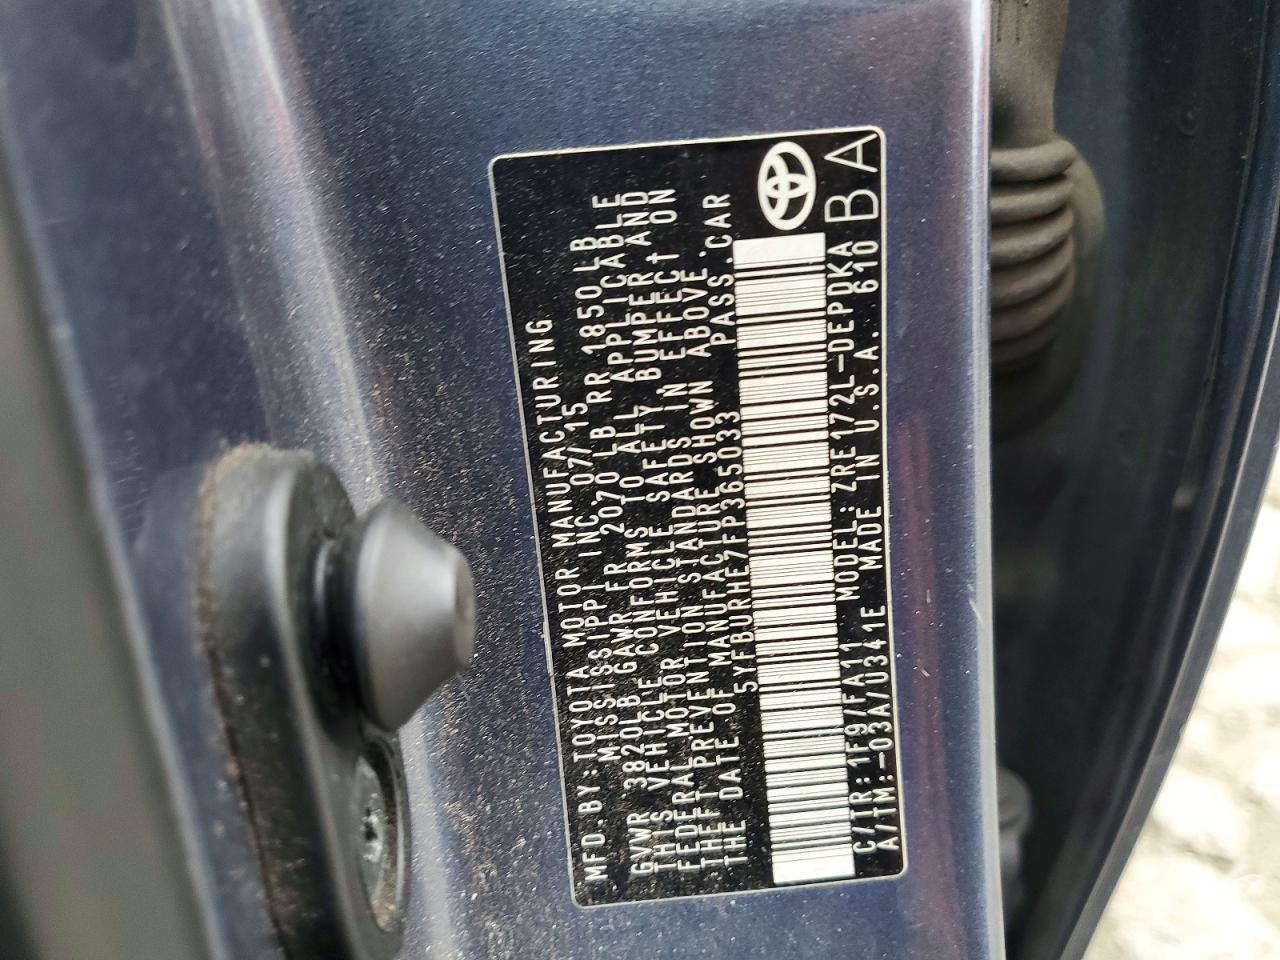 MFD.BY:TOYOTA MOTOR MANUFACTURING
MISSISSIPPI INC. 07/15
GVWR 3820LB GAWR FR 2070 LB RR 1850LB
THIS VEHICLE CONFORMS TO ALL APPLICABLE
FEDERAL MOTOR VEHICLE SAFETY BUMPER, AND
THEFT PREVENTION STANDARDS IN EFFECT ON
THE DATE OF MANUFACTURE SHOWN ABOVE.
5YFBURHE7FP365033 PASS.CAR
C/TR:1F9/FA11 MODEL:ZRE172L-DEPDKA
A/TM:-03A/U341E MADE IN U.S.A. 610
BA